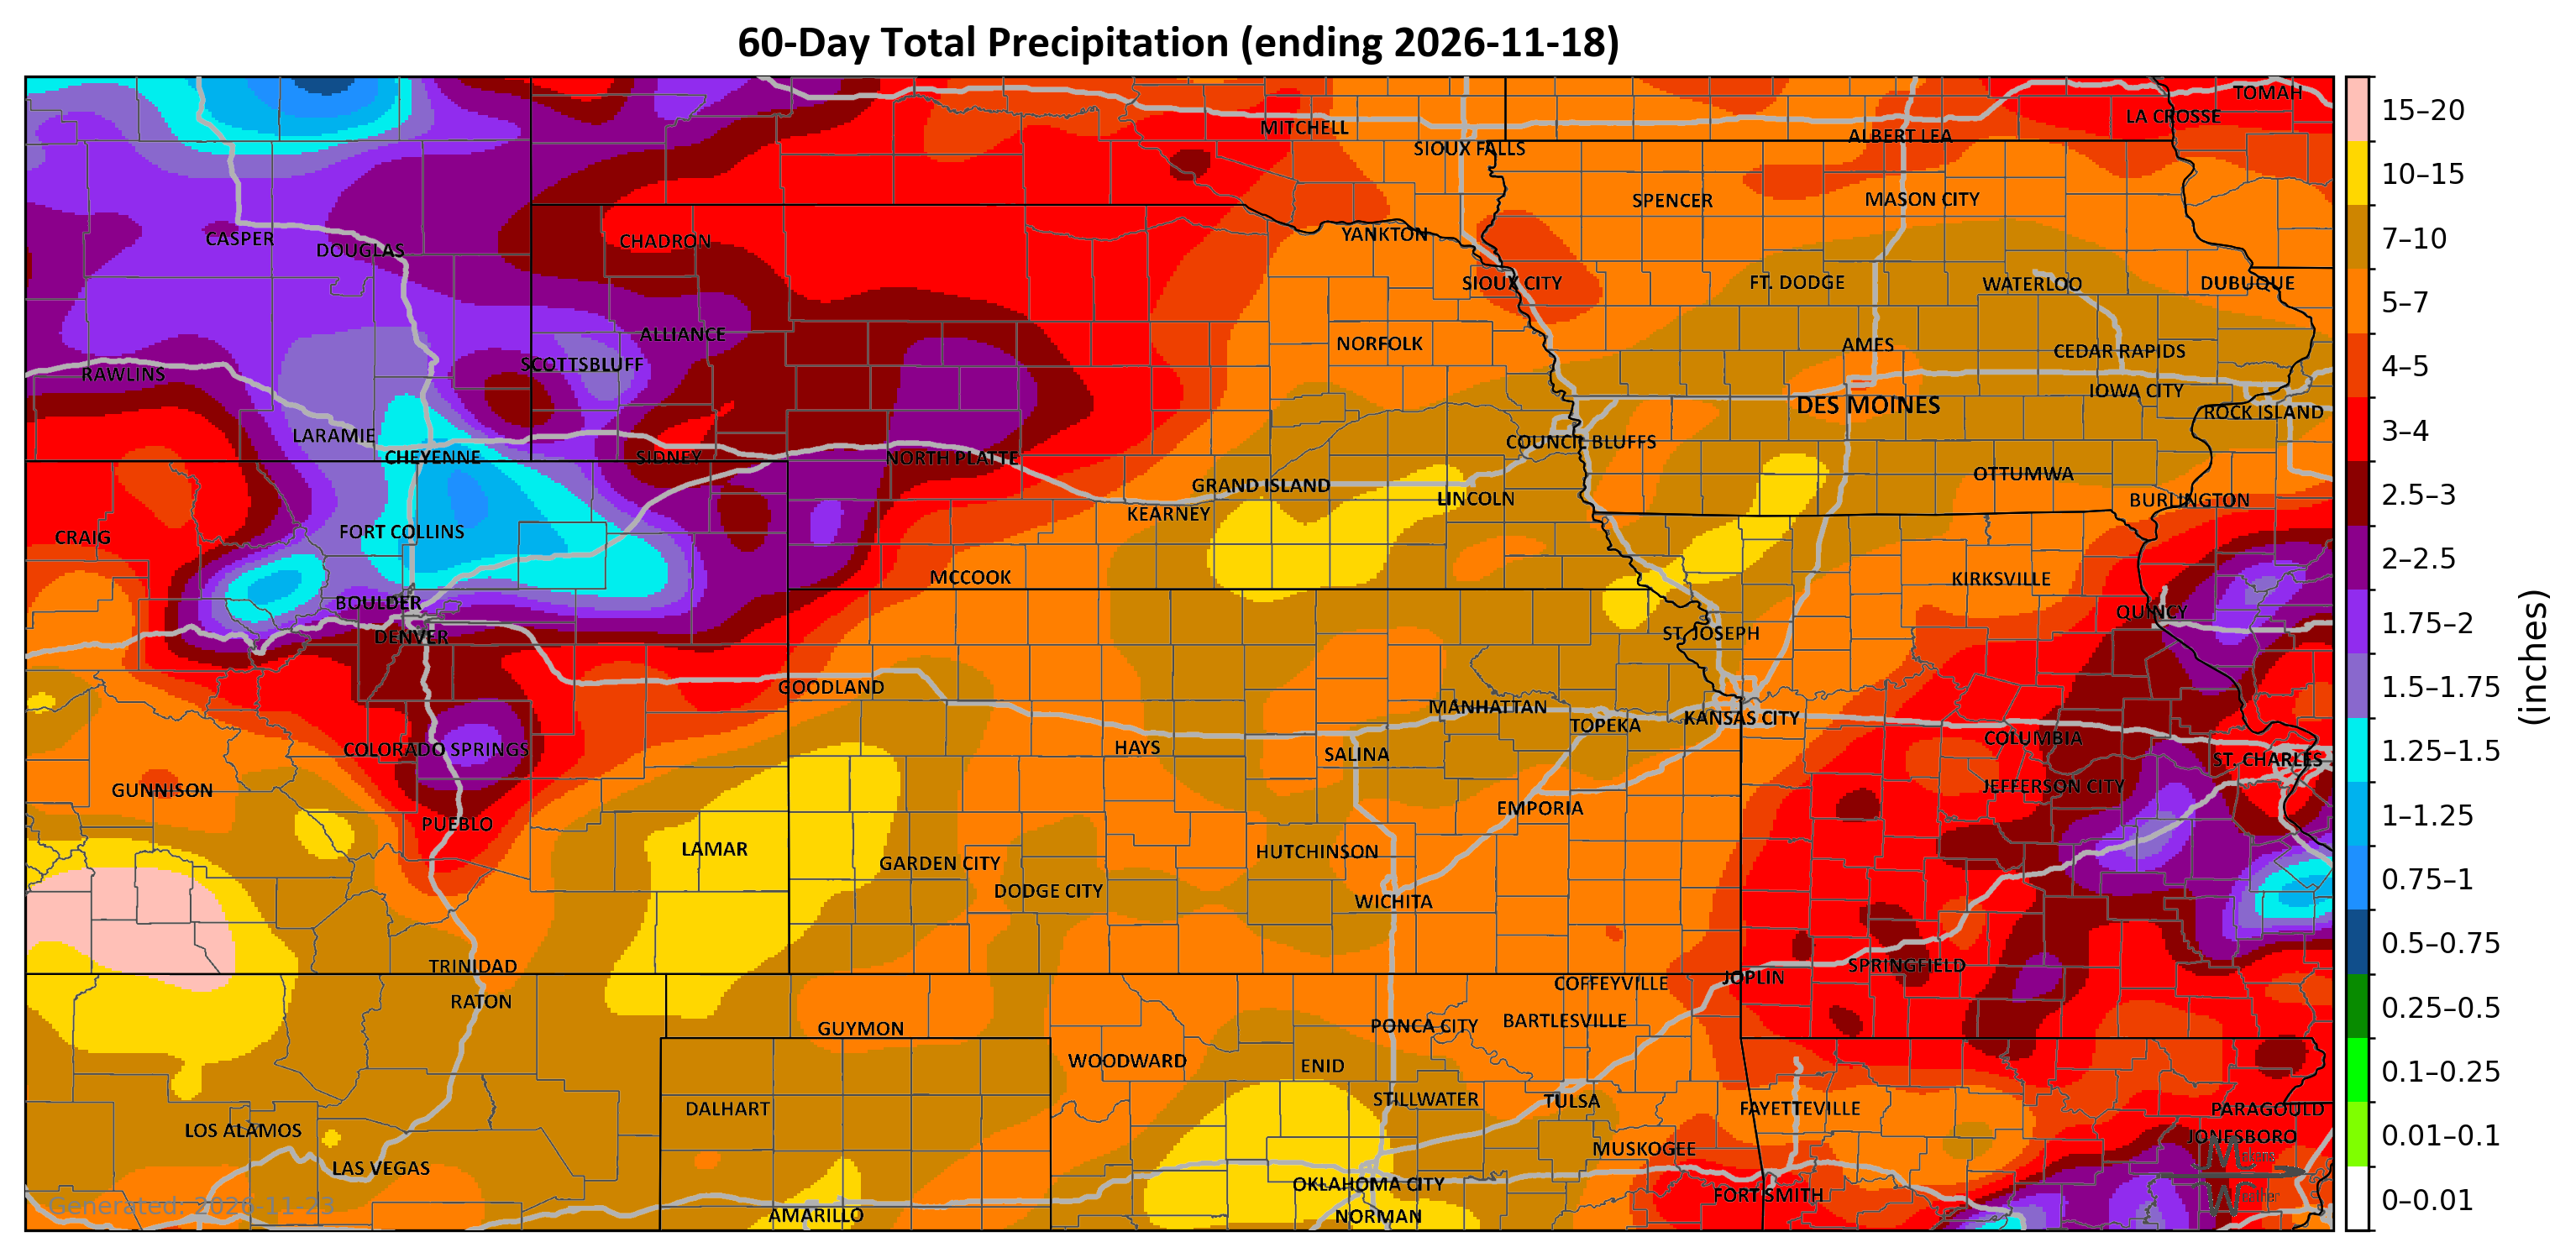 60-Day Total Precipitation (ending 2026-11-18)
TOMAH
LA CROSSE
MITCHELL
ALBERT LEA
SIOUX FALLS
SPENCER
MASON CITY
YANKTON
CASPER
CHADRON
DOUGLAS
SIOUX CITY
FT. DODGE
WATERLOO
DUBUQUE
ALLIANCE
NORFOLK
AMES
CEDAR RAPIDS
SCOTTSBLUFF
RAWLINS
IOWA CITY
DES MOINES
ROCK ISLAND
LARAMIE
COUNCIL BLUFFS
CHEYENNE
SIDNEY
NORTH PLATTE
OTTUMWA
GRAND ISLAND
LINCOLN
BURLINGTON
KEARNEY
FORT COLLINS
CRAIG
MCCOOK
KIRKSVILLE
BOULDER
QUINCY
DENVER
ST. JOSEPH
GOODLAND
MANHATTAN
TOPEKA
KANSAS CITY
COLORADO SPRINGS
HAYS
SALINA
COLUMBIA
ST. CHARLES
GUNNISON
JEFFERSON CITY
EMPORIA
PUEBLO
LAMAR
GARDEN CITY
HUTCHINSON
DODGE CITY
WICHITA
TRINIDAD
SPRINGFIELD
JOPLIN
COFFEYVILLE
RATON
GUYMON
PONCA CITY
BARTLESVILLE
WOODWARD
ENID
STILLWATER
TULSA
DALHART
FAYETTEVILLE
PARAGOULD
LOS ALAMOS
JONESBORO
MUSKOGEE
LAS VEGAS
OKLAHOMA CITY
FORT SMITH
AMARILLO
NORMAN
Generated: 2026-11-23
15–20
10–15
7–10
5–7
4–5
3–4
2.5–3
2–2.5
1.75–2
1.5–1.75
1.25–1.5
1–1.25
0.75–1
0.5–0.75
0.25–0.5
0.1–0.25
0.01–0.1
0–0.01
(inches)